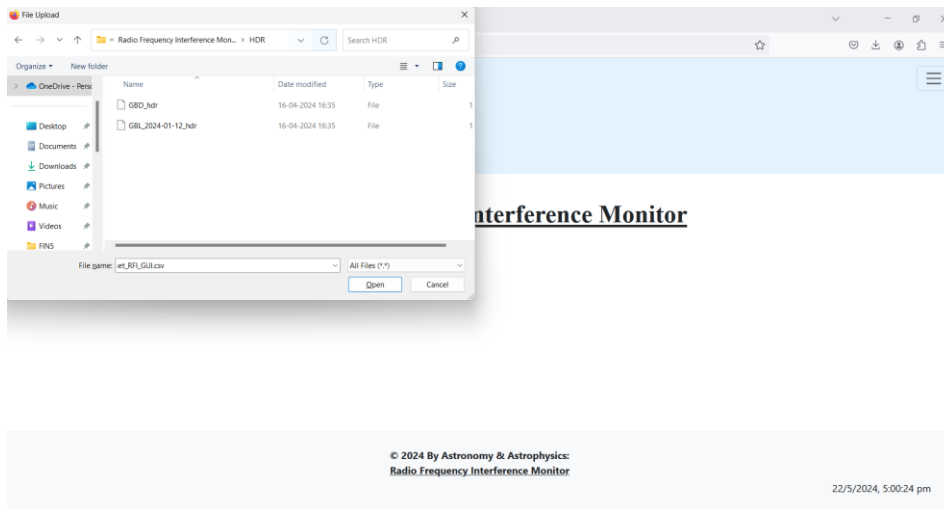 File Upload
« Radio Frequency Interference Mon... > HDR
Search HDR
Organize
New folder
OneDrive - Perso
Name
Date modified
Type
Size
GBD_hdr
16-04-2024 16:35
File
1
GBL_2024-01-12_hdr
16-04-2024 16:35
File
1
Desktop
Documents
Downloads
Pictures
Music
Videos
FINS
File name: et_RFI_GUI.csv
All Files (*.*)
Open
Cancel
nterference Monitor
© 2024 By Astronomy & Astrophysics:
Radio Frequency Interference Monitor
22/5/2024, 5:00:24 pm